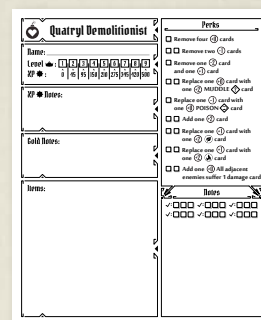 Quatryl Demolitionist
Name:
Level : 1 2 3 4 5 6 7 8 9
XP : 0 45 95 150 210 275 345 420 500
XP Notes:
Gold Notes:
Items:
Perks
Remove four +0 cards
Remove two -1 cards
Remove one -2 card
and one +1 card
Replace one +0 card with
one +2 MUDDLE card
Replace one -1 card with
one +0 POISON card
Add one +2 card
Replace one +1 card with
one +2 card
Replace one +1 card with
one +2 card
Add one +0 All adjacent
enemies suffer 1 damage card
Notes